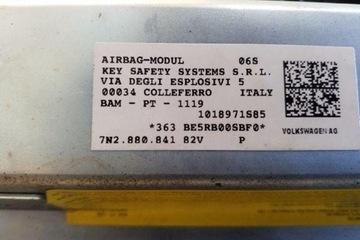 AIRBAG-MODUL 06S
KEY SAFETY SYSTEMS S.R.L.
VIA DEGLI ESPLOSIVI 5
00034 COLLEFERRO ITALY
BAM - PT - 1119
1018971S85
*363 BE5RB00SBF0*
VOLKSWAGEN AG
7N2.880.841 82V P